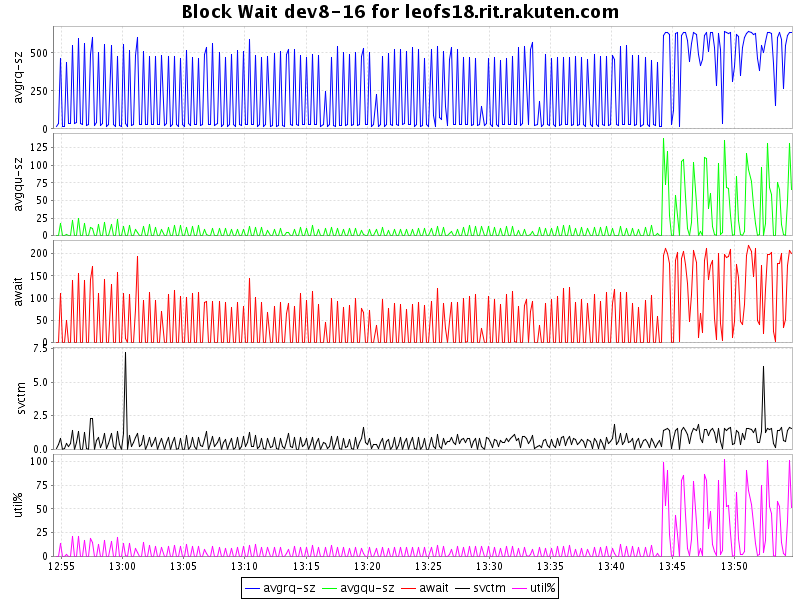 Block Wait dev8-16 for leofs18.rit.rakuten.com
avgrq-sz
500
250
0
avgqu-sz
125
100
75
50
25
0
await
200
150
100
50
0
svctm
7.5
5.0
2.5
0.0
util%
100
75
50
25
0
12:55 13:00 13:05 13:10 13:15 13:20 13:25 13:30 13:35 13:40 13:45 13:50
avgrq-sz avgqu-sz await svctm util%